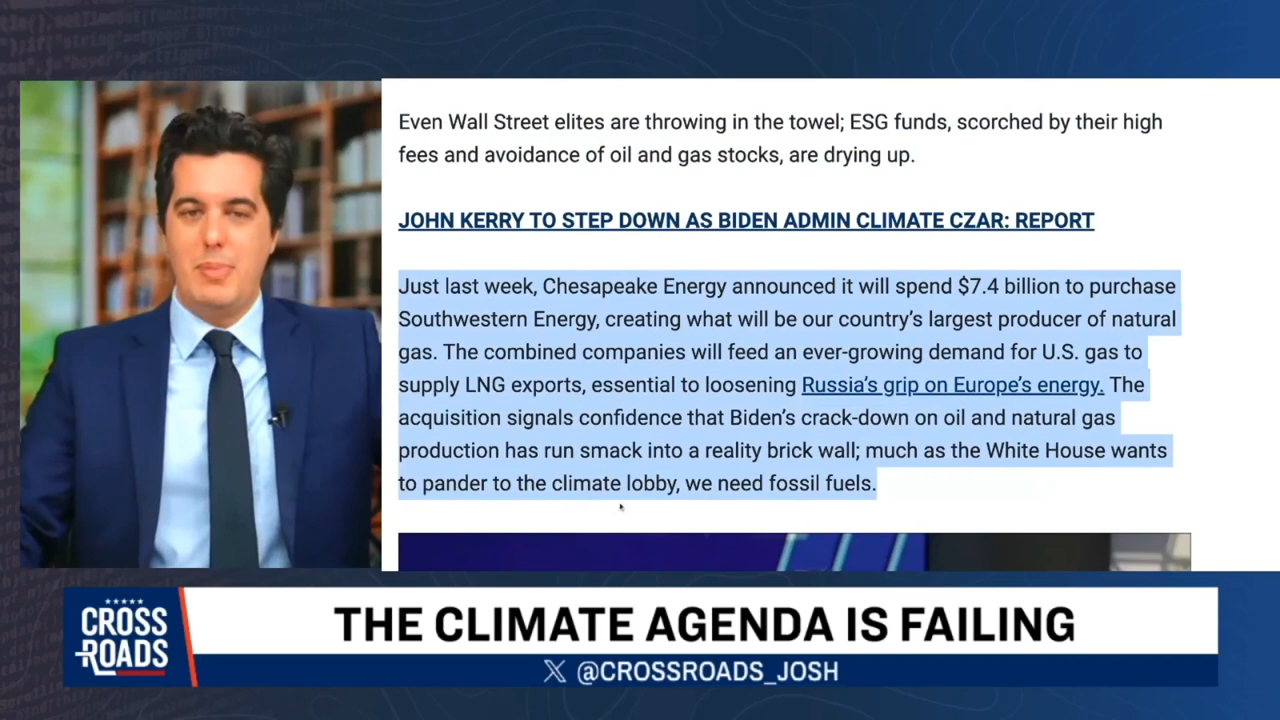 Even Wall Street elites are throwing in the towel; ESG funds, scorched by their high
fees and avoidance of oil and gas stocks, are drying up.
JOHN KERRY TO STEP DOWN AS BIDEN ADMIN CLIMATE CZAR: REPORT
Just last week, Chesapeake Energy announced it will spend $7.4 billion to purchase
Southwestern Energy, creating what will be our country’s largest producer of natural
gas. The combined companies will feed an ever-growing demand for U.S. gas to
supply LNG exports, essential to loosening Russia’s grip on Europe’s energy. The
acquisition signals confidence that Biden’s crack-down on oil and natural gas
production has run smack into a reality brick wall; much as the White House wants
to pander to the climate lobby, we need fossil fuels.
CROSS
ROADS
THE CLIMATE AGENDA IS FAILING
X @CROSSROADS_JOSH